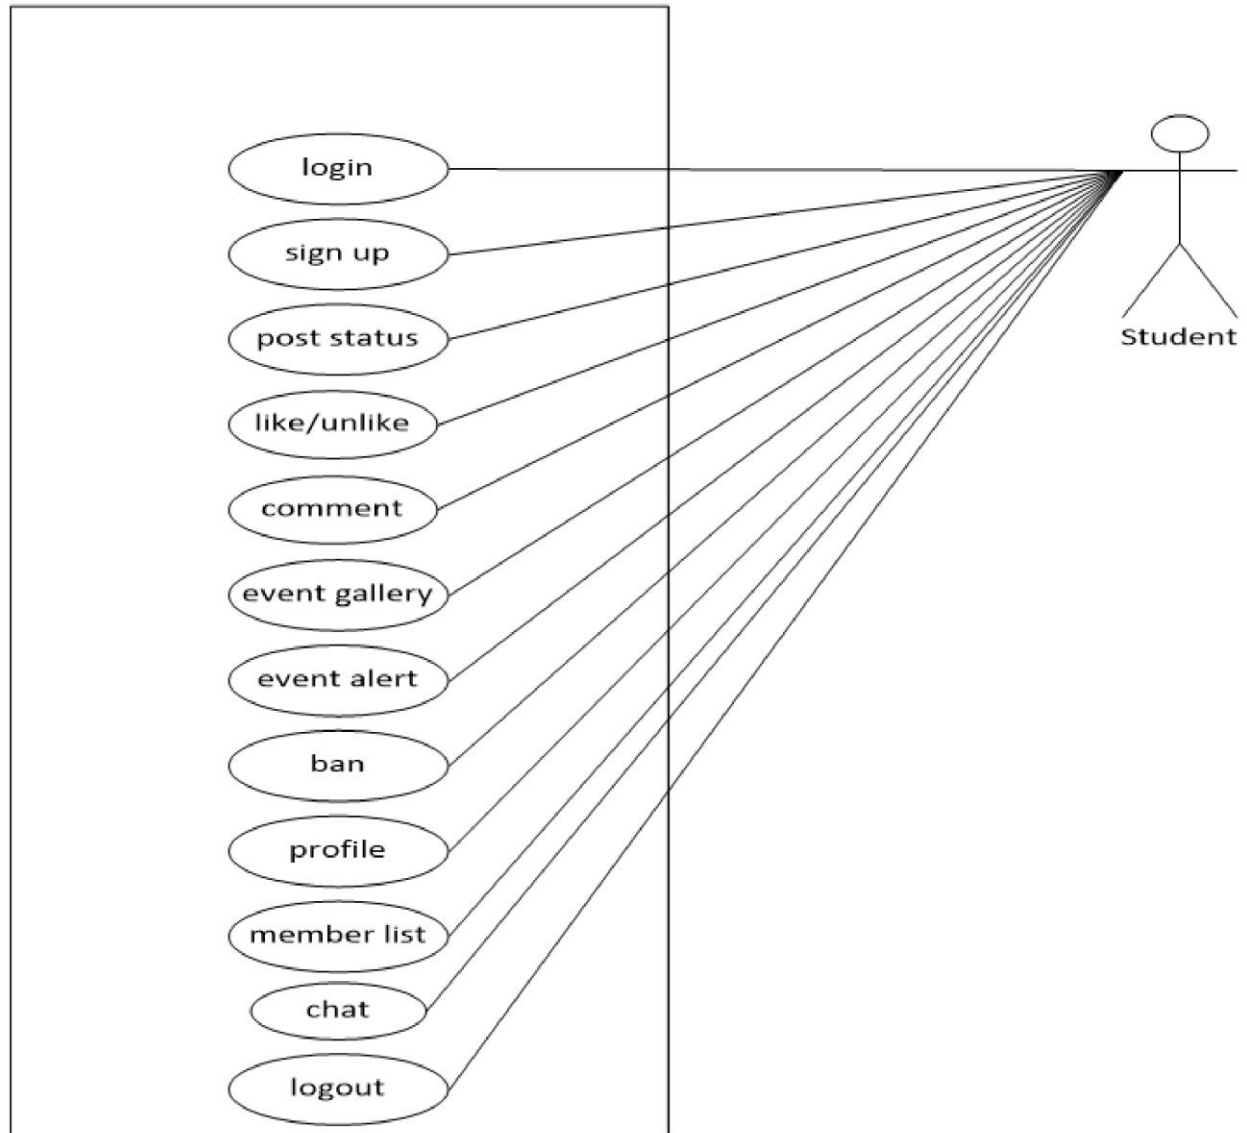 login
sign up
post status
Student
like/unlike
comment
event gallery
event alert
ban
profile
member list
chat
logout